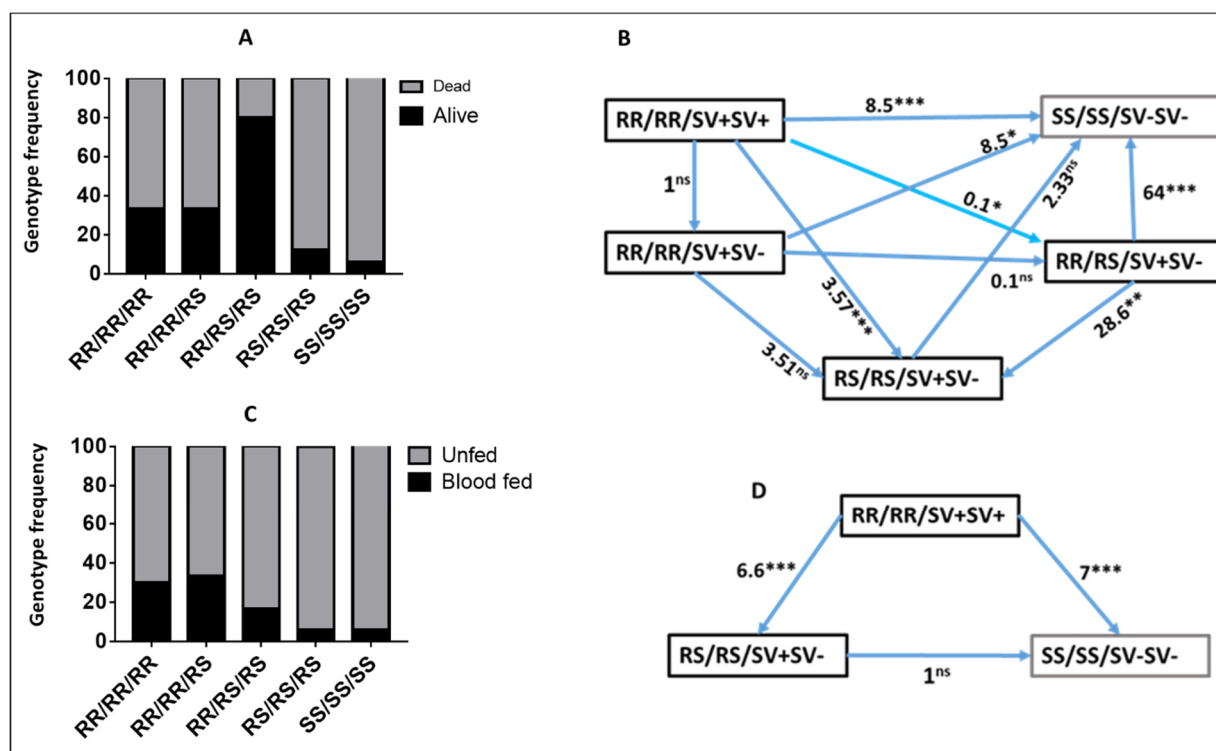 A
Genotype frequency
100
80
60
40
20
0
Dead
Alive
RR/RR/RR
RR/RR/RS
RR/RS/RS
RS/RS/RS
SS/SS/SS
B
RR/RR/SV+SV+
8.5***
SS/SS/SV-SV-
8.5*
1ns
0.1*
2.33ns
64***
RR/RR/SV+SV-
RR/RS/SV+SV-
0.1ns
3.57***
3.51ns
28.6**
RS/RS/SV+SV-
C
Genotype frequency
100
80
60
40
20
0
Unfed
Blood fed
RR/RR/RR
RR/RR/RS
RR/RS/RS
RS/RS/RS
SS/SS/SS
D
RR/RR/SV+SV+
6.6***
7***
RS/RS/SV+SV-
SS/SS/SV-SV-
1ns